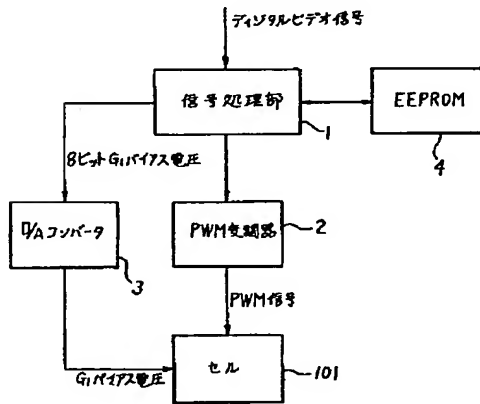 ディジタルビデオ信号
信号処理部
1
EEPROM
4
8ビットG₁バイアス電圧
D/Aコンバータ
3
PWM変調器
2
PWM信号
G₁バイアス電圧
セル
101